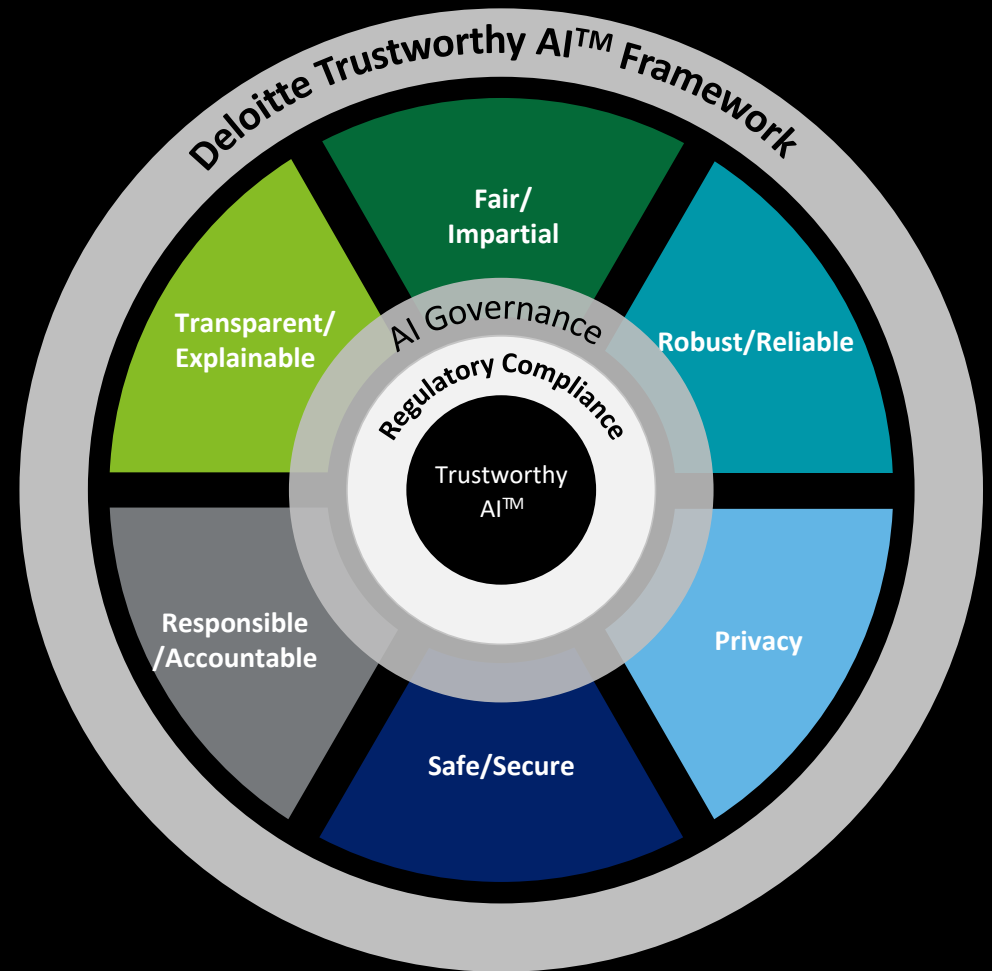 Deloitte Trustworthy AI™ Framework
Fair/
Impartial
Transparent/
Explainable
Robust/Reliable
AI Governance
Regulatory Compliance
Trustworthy
AI™
Responsible
/Accountable
Privacy
Safe/Secure